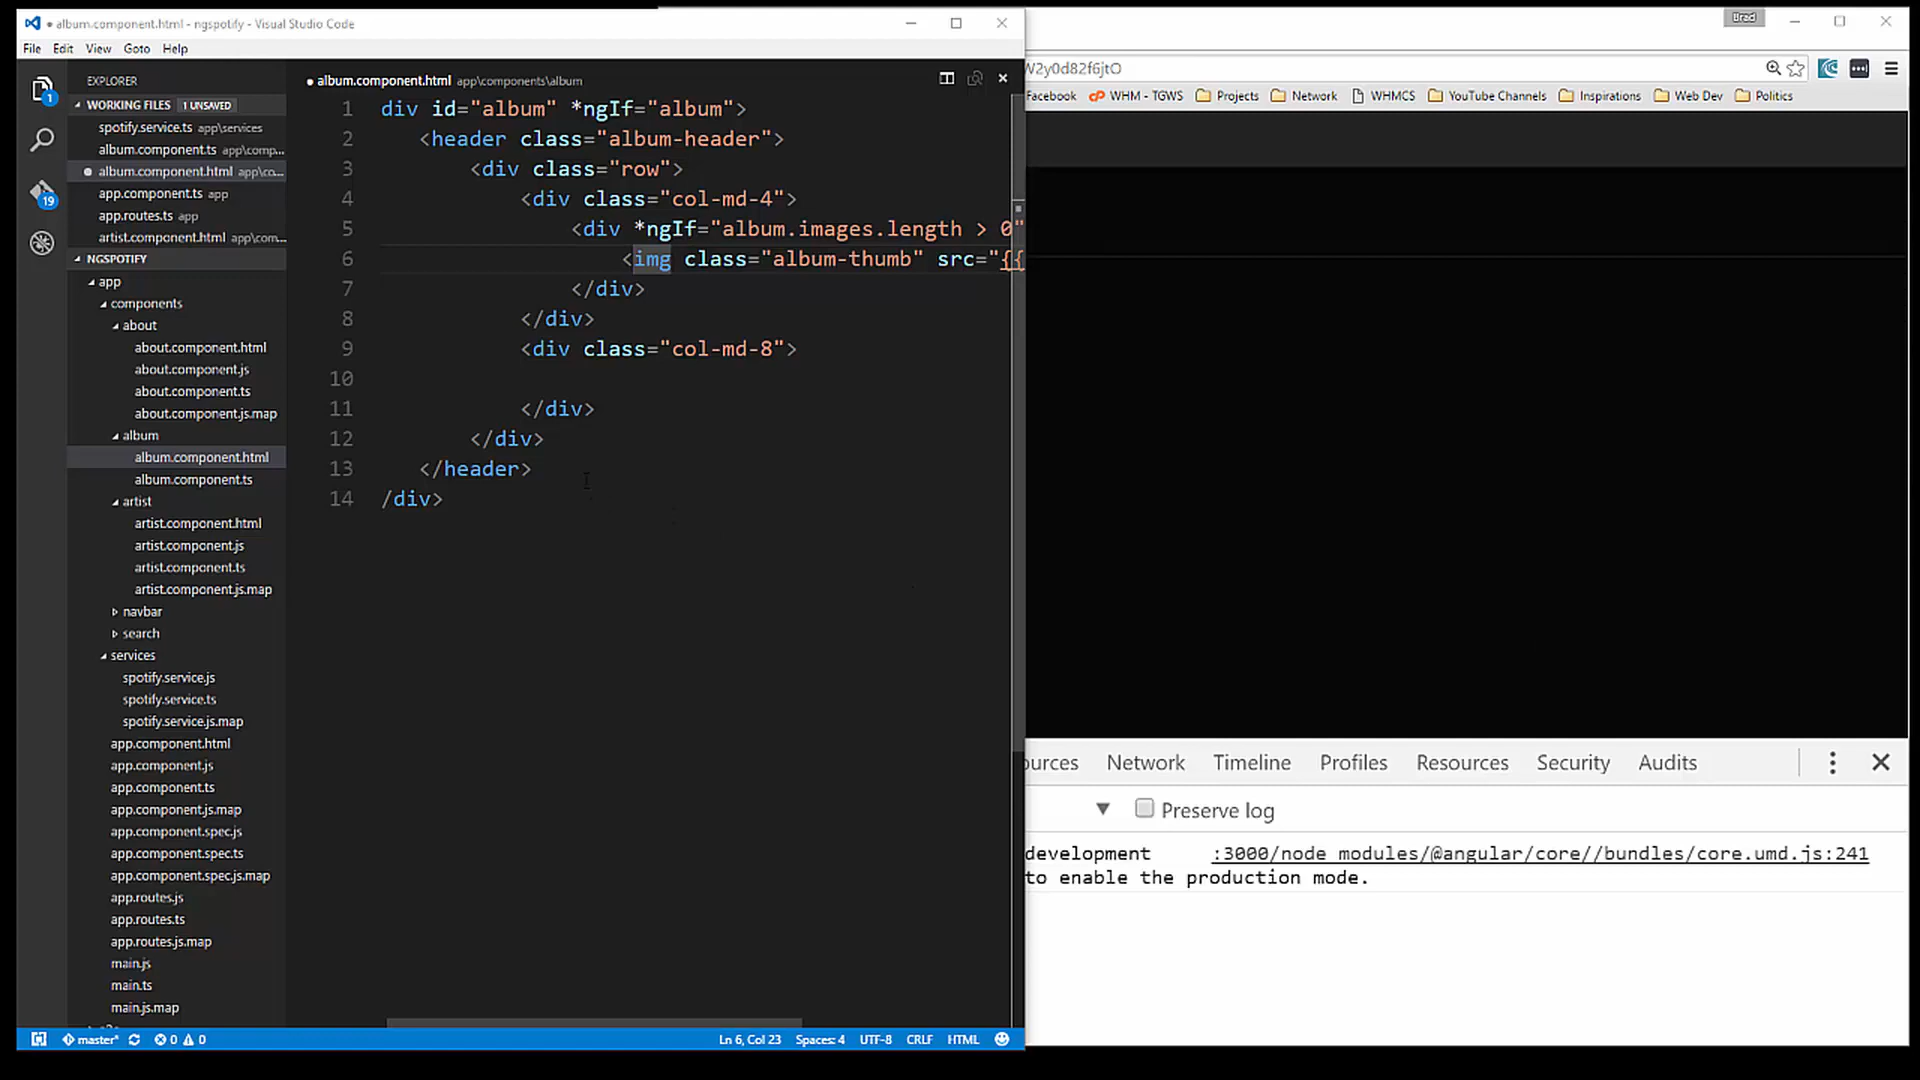 album.component.html - ngspotify - Visual Studio Code
File Edit View Goto Help
EXPLORER
WORKING FILES 1 UNSAVED
spotify.service.ts app\services
album.component.ts app\comp...
album.component.html app\co...
app.component.ts app
app.routes.ts app
artist.component.html app\com...
NGSPOTIFY
app
components
about
about.component.html
about.component.js
about.component.ts
about.component.js.map
album
album.component.html
album.component.ts
artist
artist.component.html
artist.component.js
artist.component.ts
artist.component.js.map
navbar
search
services
spotify.service.js
spotify.service.ts
spotify.service.js.map
app.component.html
app.component.js
app.component.ts
app.component.js.map
app.component.spec.js
app.component.spec.ts
app.component.spec.js.map
app.routes.js
app.routes.ts
app.routes.js.map
main.js
main.ts
main.js.map
1
19
album.component.html app\components\album
1 div id="album" *ngIf="album">
2 <header class="album-header">
3 <div class="row">
4 <div class="col-md-4">
5 <div *ngIf="album.images.length > 0"
6 <img class="album-thumb" src="{{
7 </div>
8 </div>
9 <div class="col-md-8">
10
11 </div>
12 </div>
13 </header>
14 /div>
master* 0 0 Ln 6, Col 23 Spaces: 4 UTF-8 CRLF HTML
Brad
W2y0d82f6jtO
Facebook WHM - TGWS Projects Network WHMCS YouTube Channels Inspirations Web Dev Politics
ources Network Timeline Profiles Resources Security Audits
Preserve log
development :3000/node_modules/@angular/core//bundles/core.umd.js:241
to enable the production mode.